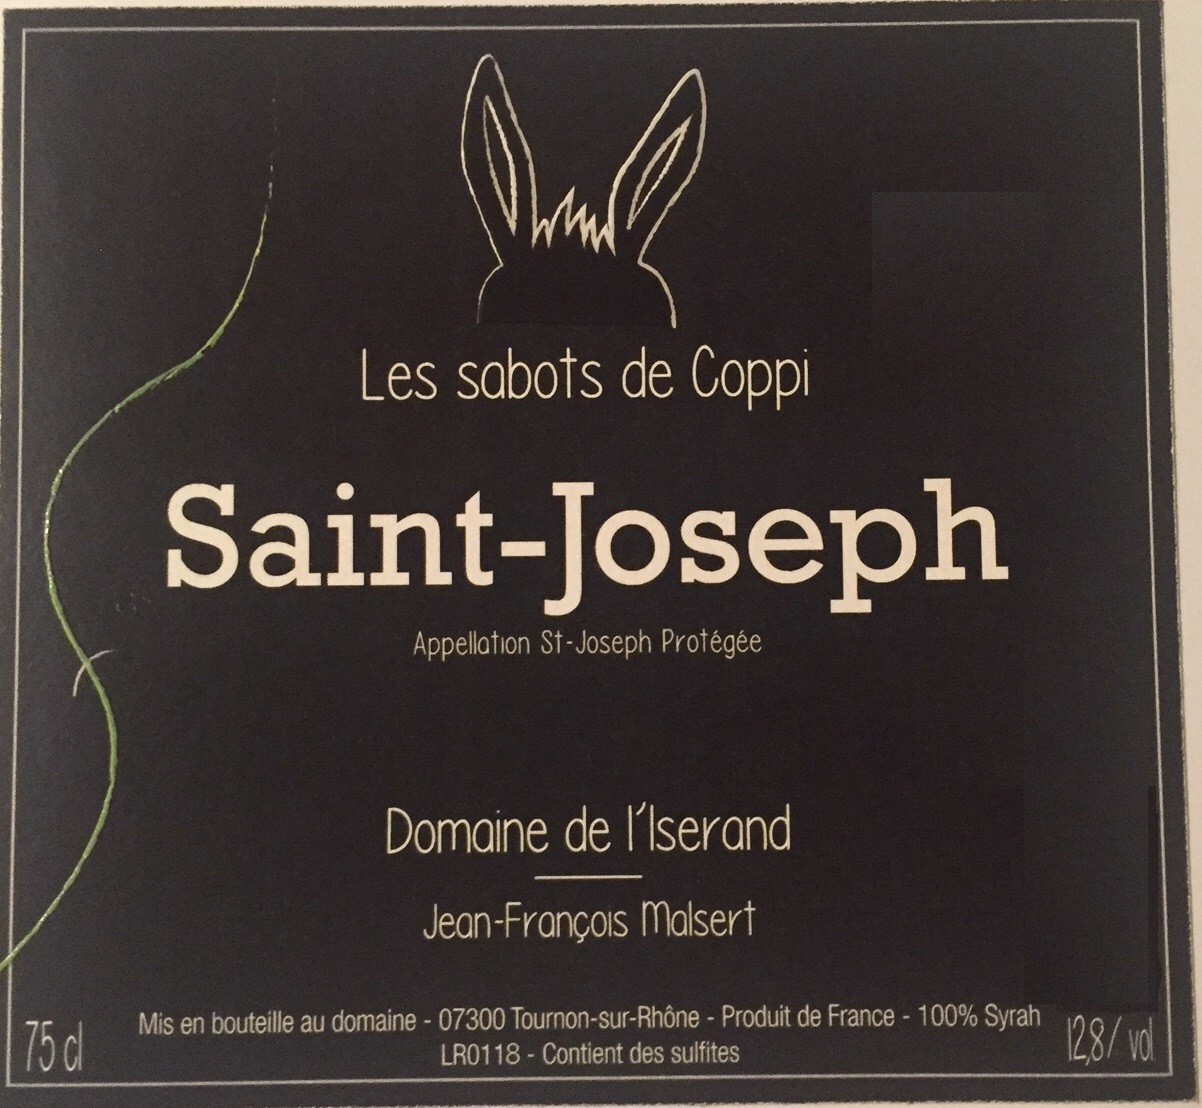 Les sabots de Coppi
Saint-Joseph
Appellation St-Joseph Protégée
Domaine de l'Iserand
Jean-François Malsert
Mis en bouteille au domaine - 07300 Tournon-sur-Rhône - Produit de France - 100% Syrah
LR0118 - Contient des sulfites
75 cl
12,8/ vol